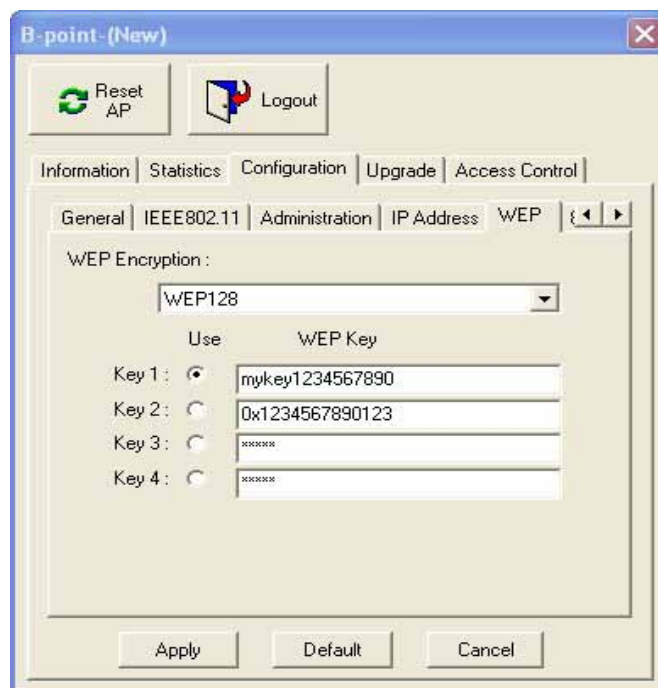 B-point-(New)
Reset AP
Logout
Information Statistics Configuration Upgrade Access Control
General IEEE802.11 Administration IP Address WEP
WEP Encryption :
WEP128
Use WEP Key
Key 1 : mykey1234567890
Key 2 : 0x1234567890123
Key 3 : *****
Key 4 : *****
Apply Default Cancel